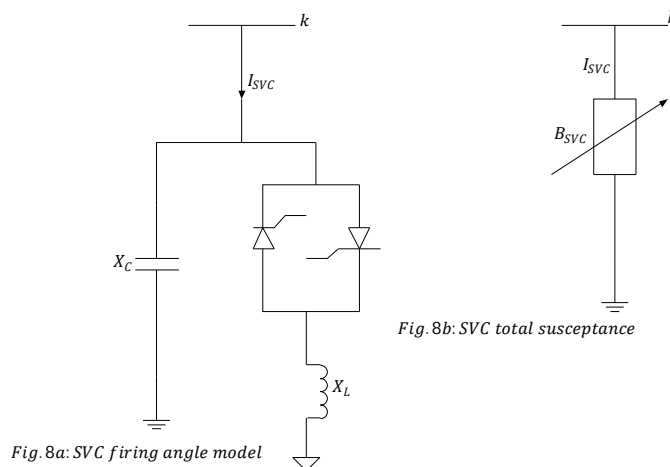 k
I_SVC
X_C
X_L
Fig. 8a: SVC firing angle model
I_SVC
B_SVC
Fig. 8b: SVC total susceptance